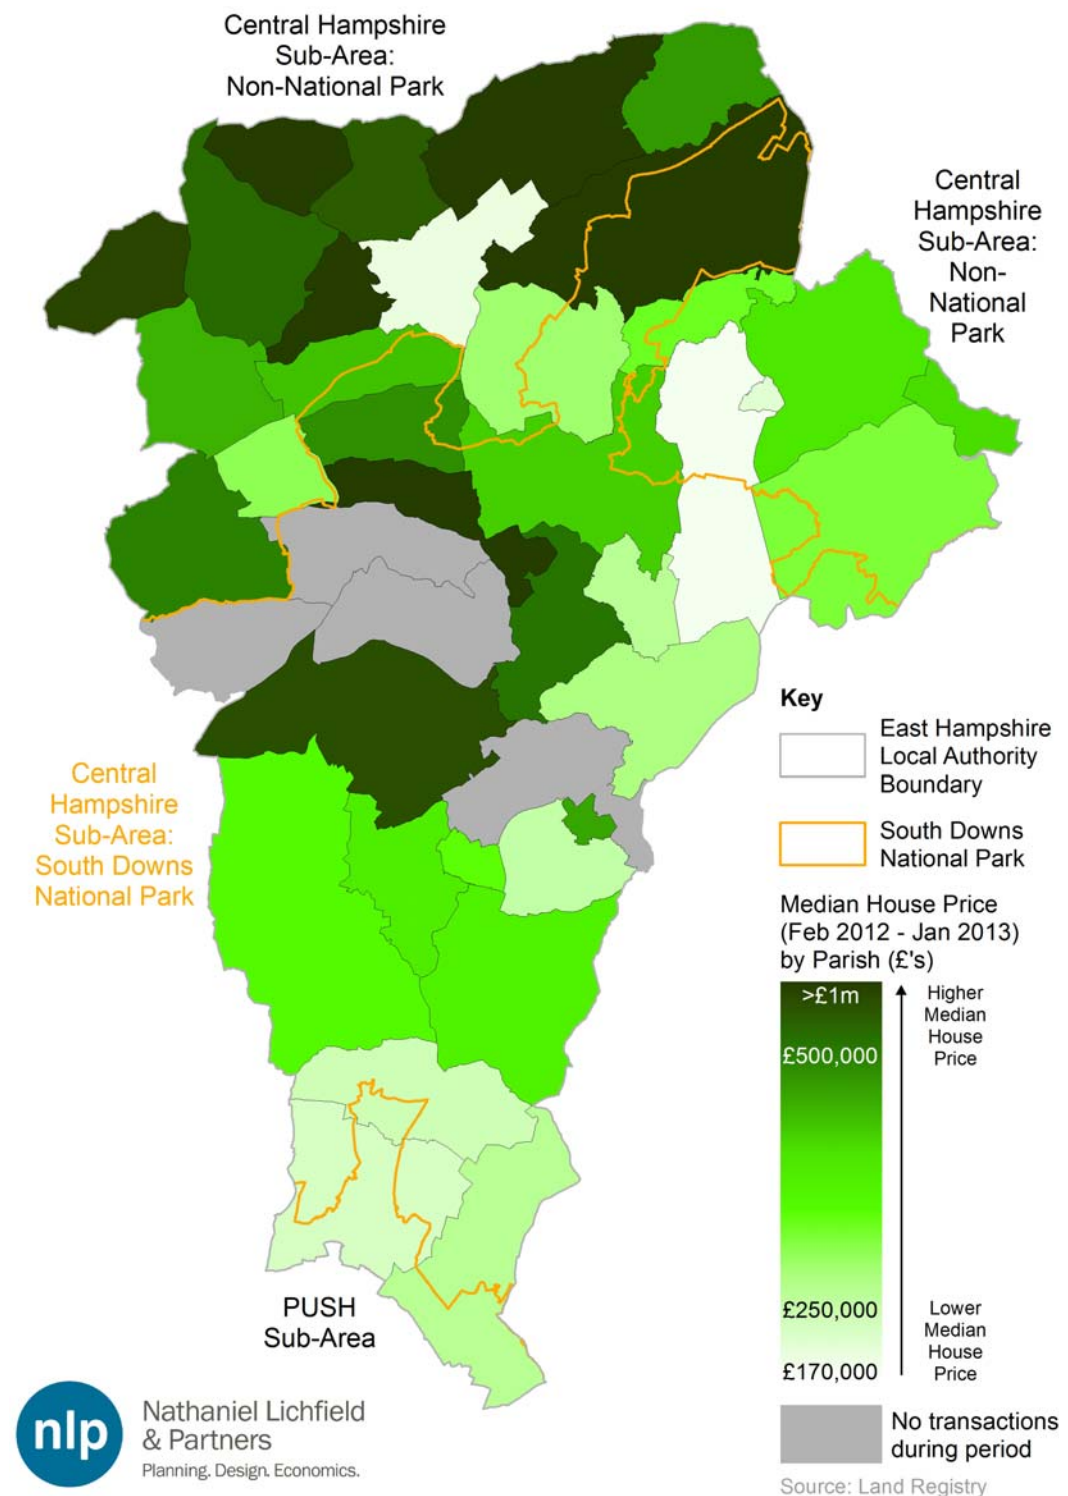 Central Hampshire
Sub-Area:
Non-National Park
Central
Hampshire
Sub-Area:
Non-
National
Park
Central
Hampshire
Sub-Area:
South Downs
National Park
PUSH
Sub-Area
Key
East Hampshire
Local Authority
Boundary
South Downs
National Park
Median House Price
(Feb 2012 - Jan 2013)
by Parish (£'s)
>£1m
£500,000
£250,000
£170,000
Higher
Median
House
Price
Lower
Median
House
Price
No transactions
during period
Source: Land Registry
nlp
Nathaniel Lichfield
& Partners
Planning. Design. Economics.